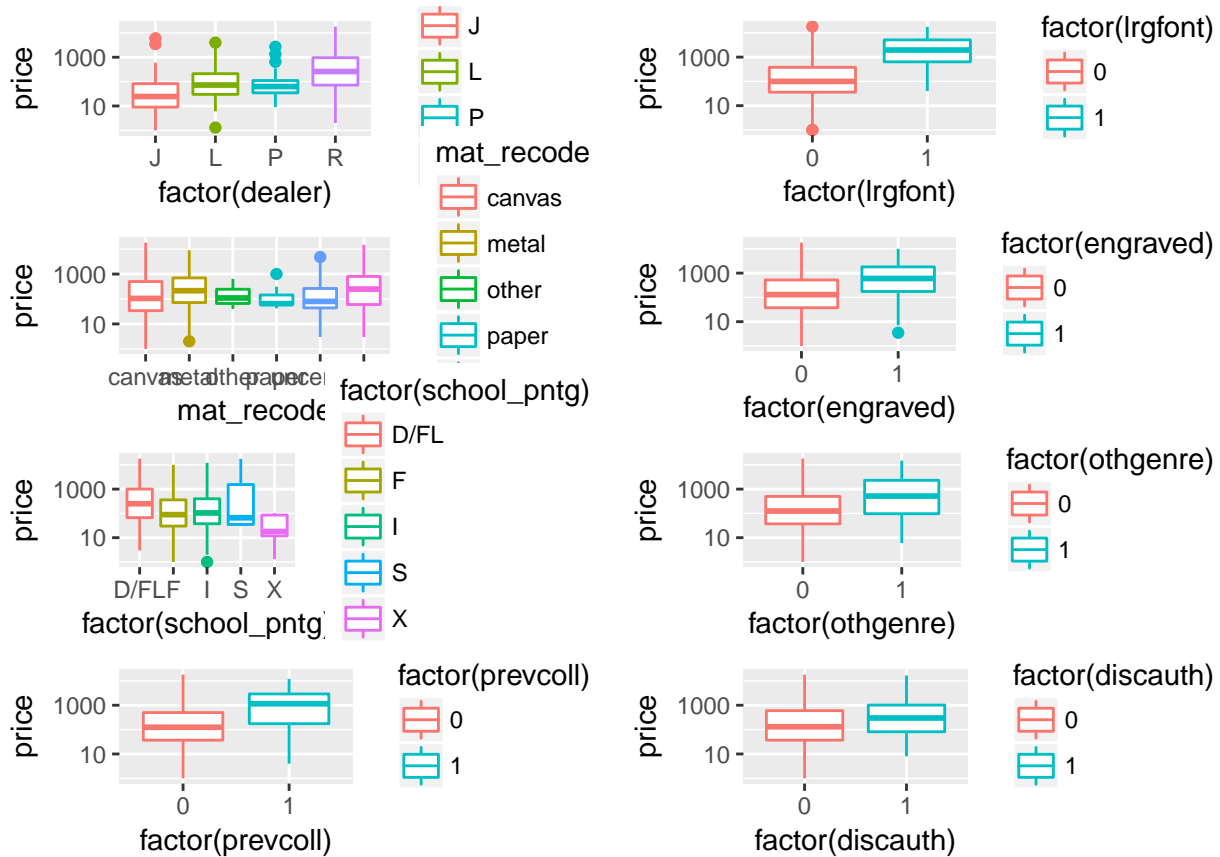 price
1000
10
J
L
P
R
factor(dealer)
J
L
P
price
1000
10
0
1
factor(lrgfont)
factor(lrgfont)
0
1
price
1000
10
canvas
metal
other
paper
mat_recode
mat_recode
canvas
metal
other
paper
price
1000
10
0
1
factor(engraved)
factor(engraved)
0
1
price
1000
10
D/FL
F
I
S
X
factor(school_pntg)
factor(school_pntg)
D/FL
F
I
S
X
price
1000
10
0
1
factor(othgenre)
factor(othgenre)
0
1
price
1000
10
0
1
factor(prevcoll)
factor(prevcoll)
0
1
price
1000
10
0
1
factor(discauth)
factor(discauth)
0
1